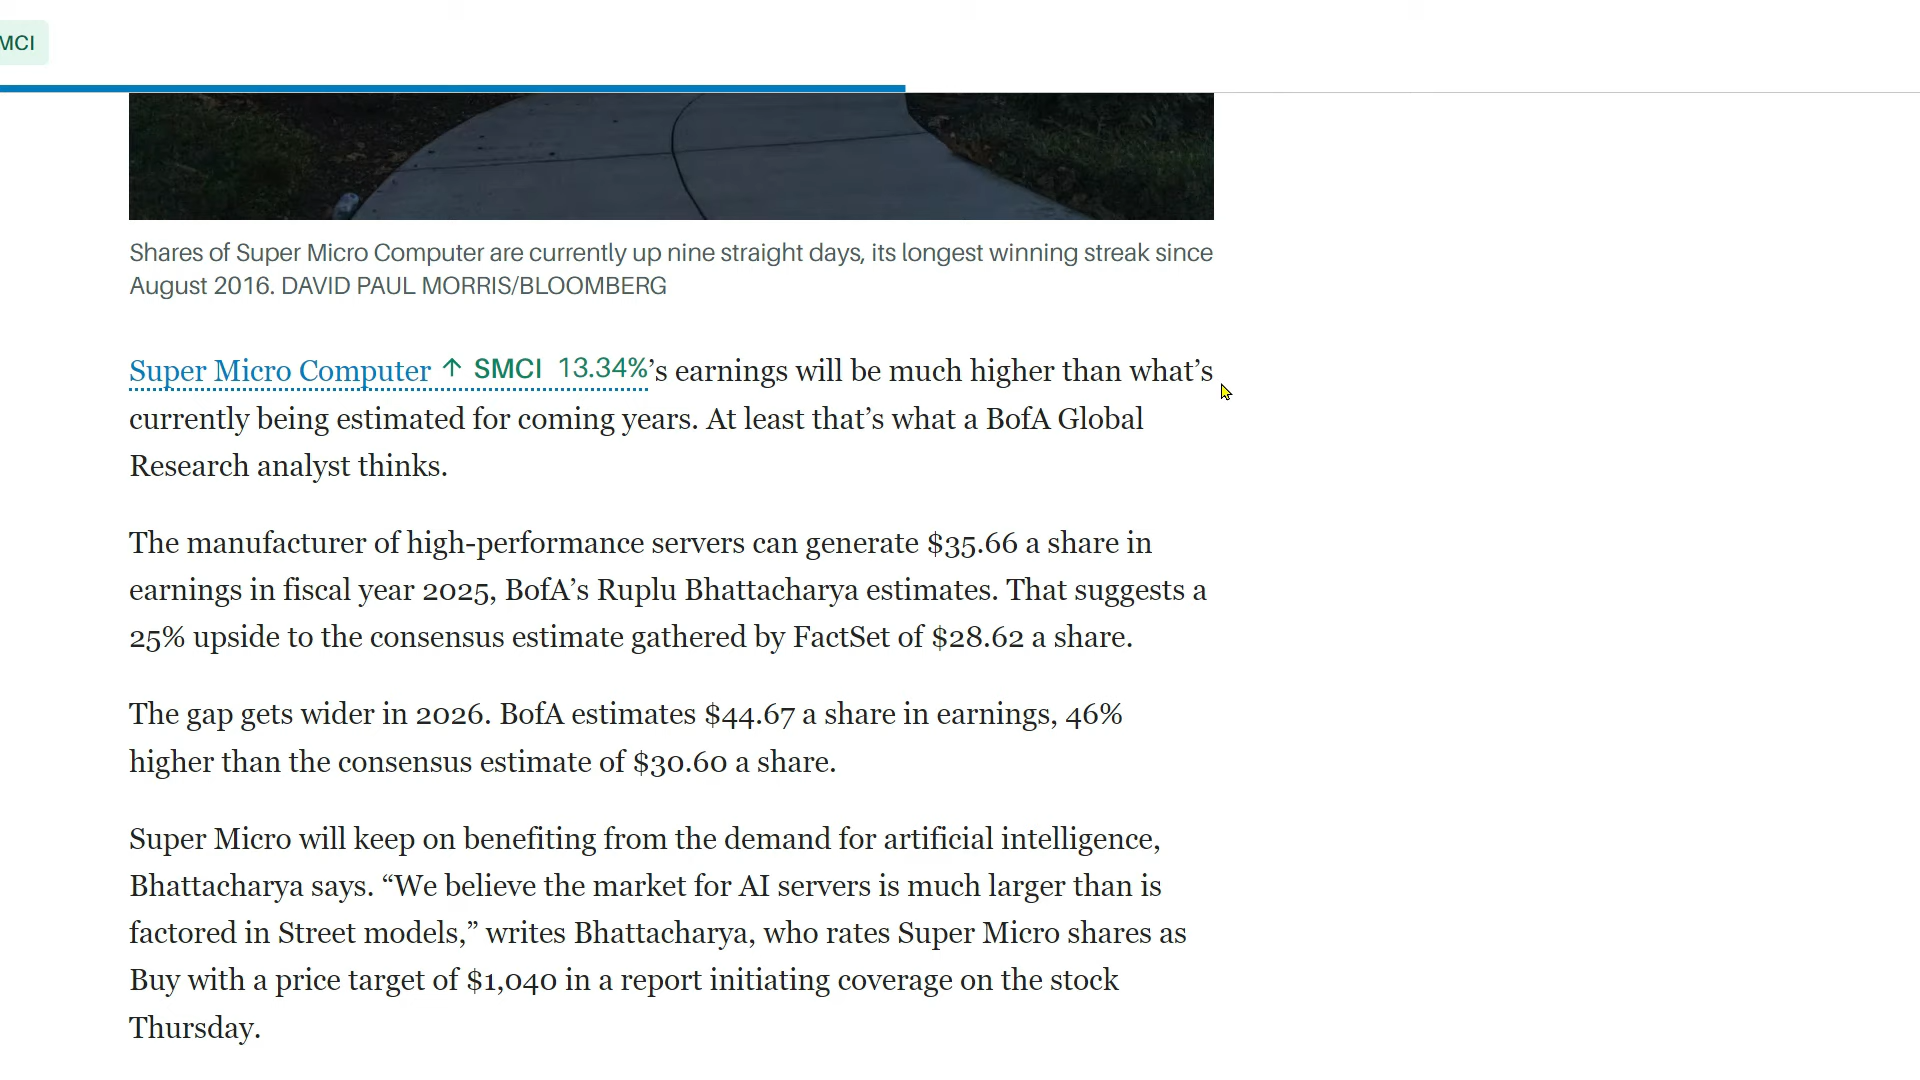 MCI
Shares of Super Micro Computer are currently up nine straight days, its longest winning streak since
August 2016. DAVID PAUL MORRIS/BLOOMBERG
Super Micro Computer ↑ SMCI 13.34%’s earnings will be much higher than what’s
currently being estimated for coming years. At least that’s what a BofA Global
Research analyst thinks.
The manufacturer of high-performance servers can generate $35.66 a share in
earnings in fiscal year 2025, BofA’s Ruplu Bhattacharya estimates. That suggests a
25% upside to the consensus estimate gathered by FactSet of $28.62 a share.
The gap gets wider in 2026. BofA estimates $44.67 a share in earnings, 46%
higher than the consensus estimate of $30.60 a share.
Super Micro will keep on benefiting from the demand for artificial intelligence,
Bhattacharya says. “We believe the market for AI servers is much larger than is
factored in Street models,” writes Bhattacharya, who rates Super Micro shares as
Buy with a price target of $1,040 in a report initiating coverage on the stock
Thursday.